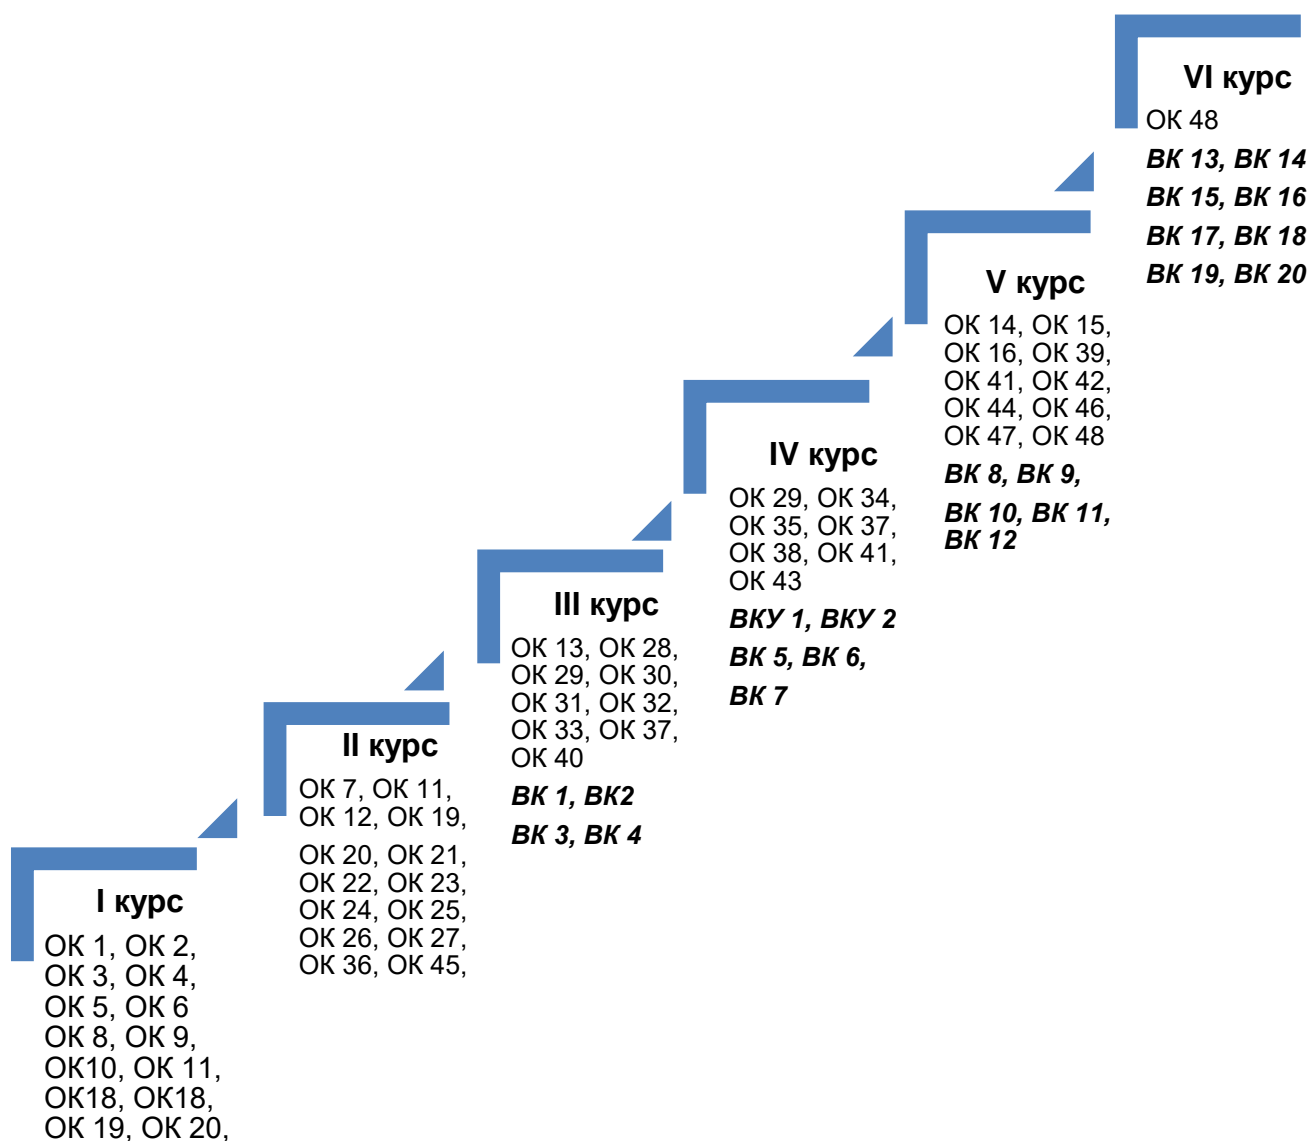 VI курс
ОК 48
ВК 13, ВК 14
ВК 15, ВК 16
ВК 17, ВК 18
ВК 19, ВК 20
V курс
ОК 14, ОК 15,
ОК 16, ОК 39,
ОК 41, ОК 42,
ОК 44, ОК 46,
ОК 47, ОК 48
ВК 8, ВК 9,
ВК 10, ВК 11,
ВК 12
IV курс
ОК 29, ОК 34,
ОК 35, ОК 37,
ОК 38, ОК 41,
ОК 43
ВКУ 1, ВКУ 2
ВК 5, ВК 6,
ВК 7
III курс
ОК 13, ОК 28,
ОК 29, ОК 30,
ОК 31, ОК 32,
ОК 33, ОК 37,
ОК 40
ВК 1, ВК2
ВК 3, ВК 4
II курс
ОК 7, ОК 11,
ОК 12, ОК 19,
ОК 20, ОК 21,
ОК 22, ОК 23,
ОК 24, ОК 25,
ОК 26, ОК 27,
ОК 36, ОК 45,
I курс
ОК 1, ОК 2,
ОК 3, ОК 4,
ОК 5, ОК 6
ОК 8, ОК 9,
ОК10, ОК 11,
ОК18, ОК18,
ОК 19, ОК 20,